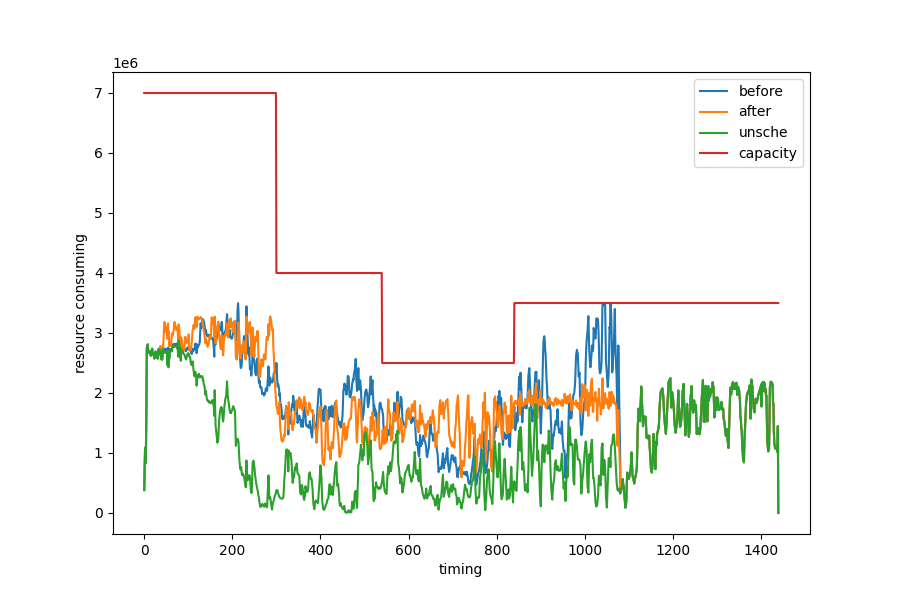 1e6
before
after
unsche
capacity
7
6
5
4
3
2
1
0
resource consuming
0 200 400 600 800 1000 1200 1400
timing